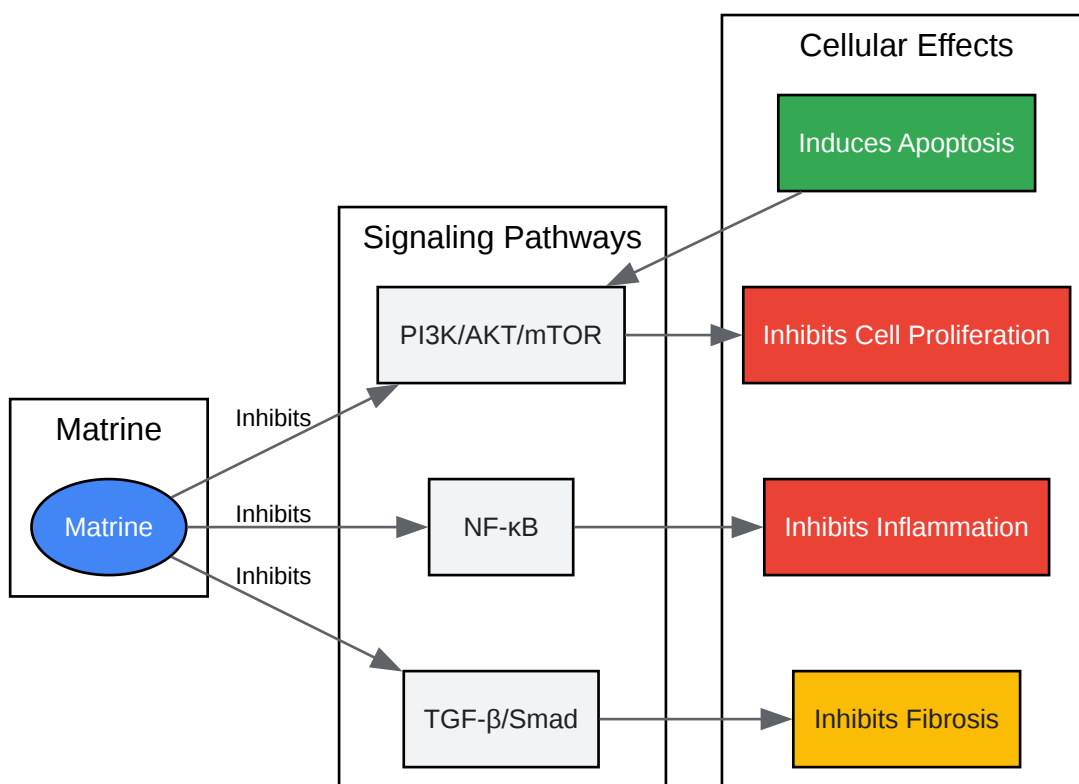 Cellular Effects
Induces Apoptosis
Signaling Pathways
PI3K/AKT/mTOR
Inhibits Cell Proliferation
Inhibits
Matrine
Matrine
Inhibits
NF-κB
Inhibits Inflammation
Inhibits
TGF-β/Smad
Inhibits Fibrosis